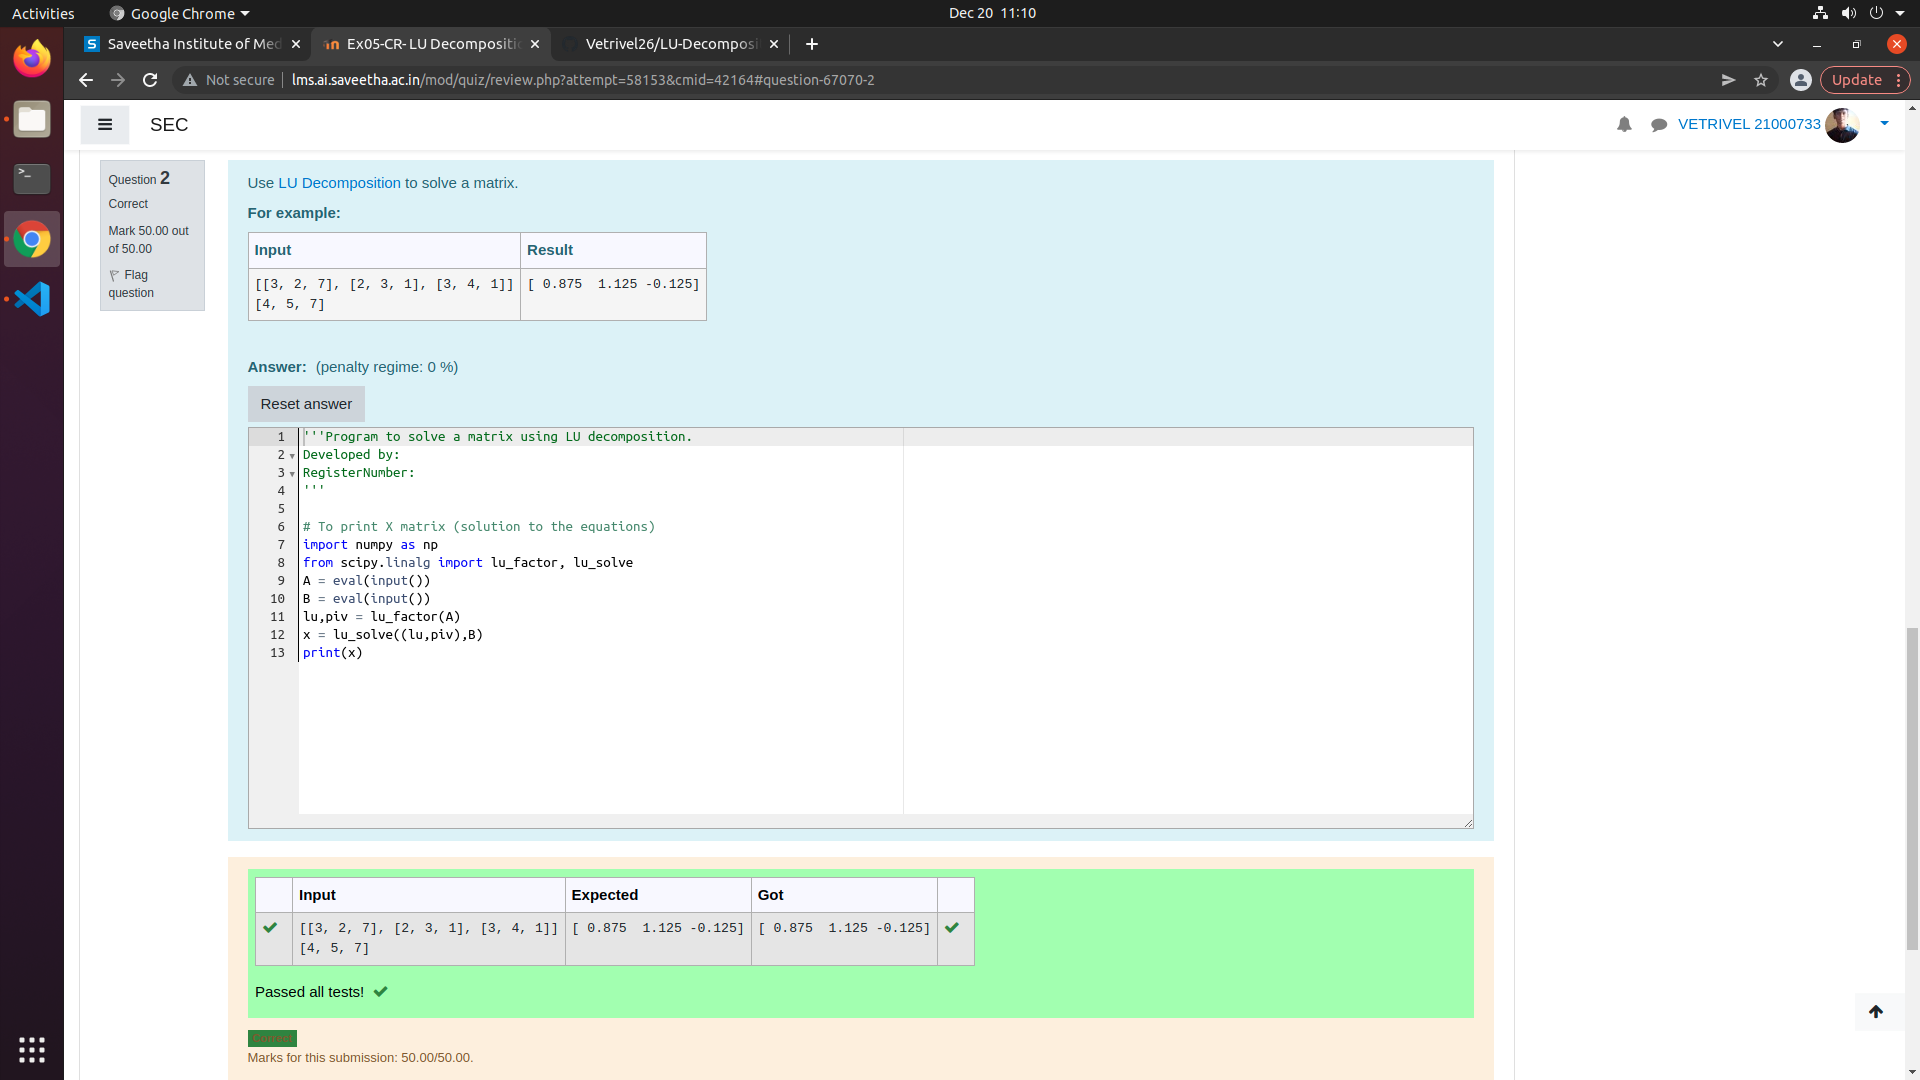 Activities
Google Chrome
Dec 20 11:10
S Saveetha Institute of Med
Ex05-CR- LU Decompositi
Vetrivel26/LU-Decomposi
Not secure
lms.ai.saveetha.ac.in/mod/quiz/review.php?attempt=58153&cmid=42164#question-67070-2
Update
SEC
VETRIVEL 21000733
Question 2
Correct
Mark 50.00 out
of 50.00
Flag
question
Use LU Decomposition to solve a matrix.
For example:
Input Result
[[3, 2, 7], [2, 3, 1], [3, 4, 1]] [ 0.875  1.125 -0.125]
[4, 5, 7]
Answer: (penalty regime: 0 %)
Reset answer
1 '''Program to solve a matrix using LU decomposition.
2 Developed by:
3 RegisterNumber:
4 '''
5
6 # To print X matrix (solution to the equations)
7 import numpy as np
8 from scipy.linalg import lu_factor, lu_solve
9 A = eval(input())
10 B = eval(input())
11 lu,piv = lu_factor(A)
12 x = lu_solve((lu,piv),B)
13 print(x)
Input Expected Got
[[3, 2, 7], [2, 3, 1], [3, 4, 1]] [ 0.875  1.125 -0.125] [ 0.875  1.125 -0.125]
[4, 5, 7]
Passed all tests!
Correct
Marks for this submission: 50.00/50.00.